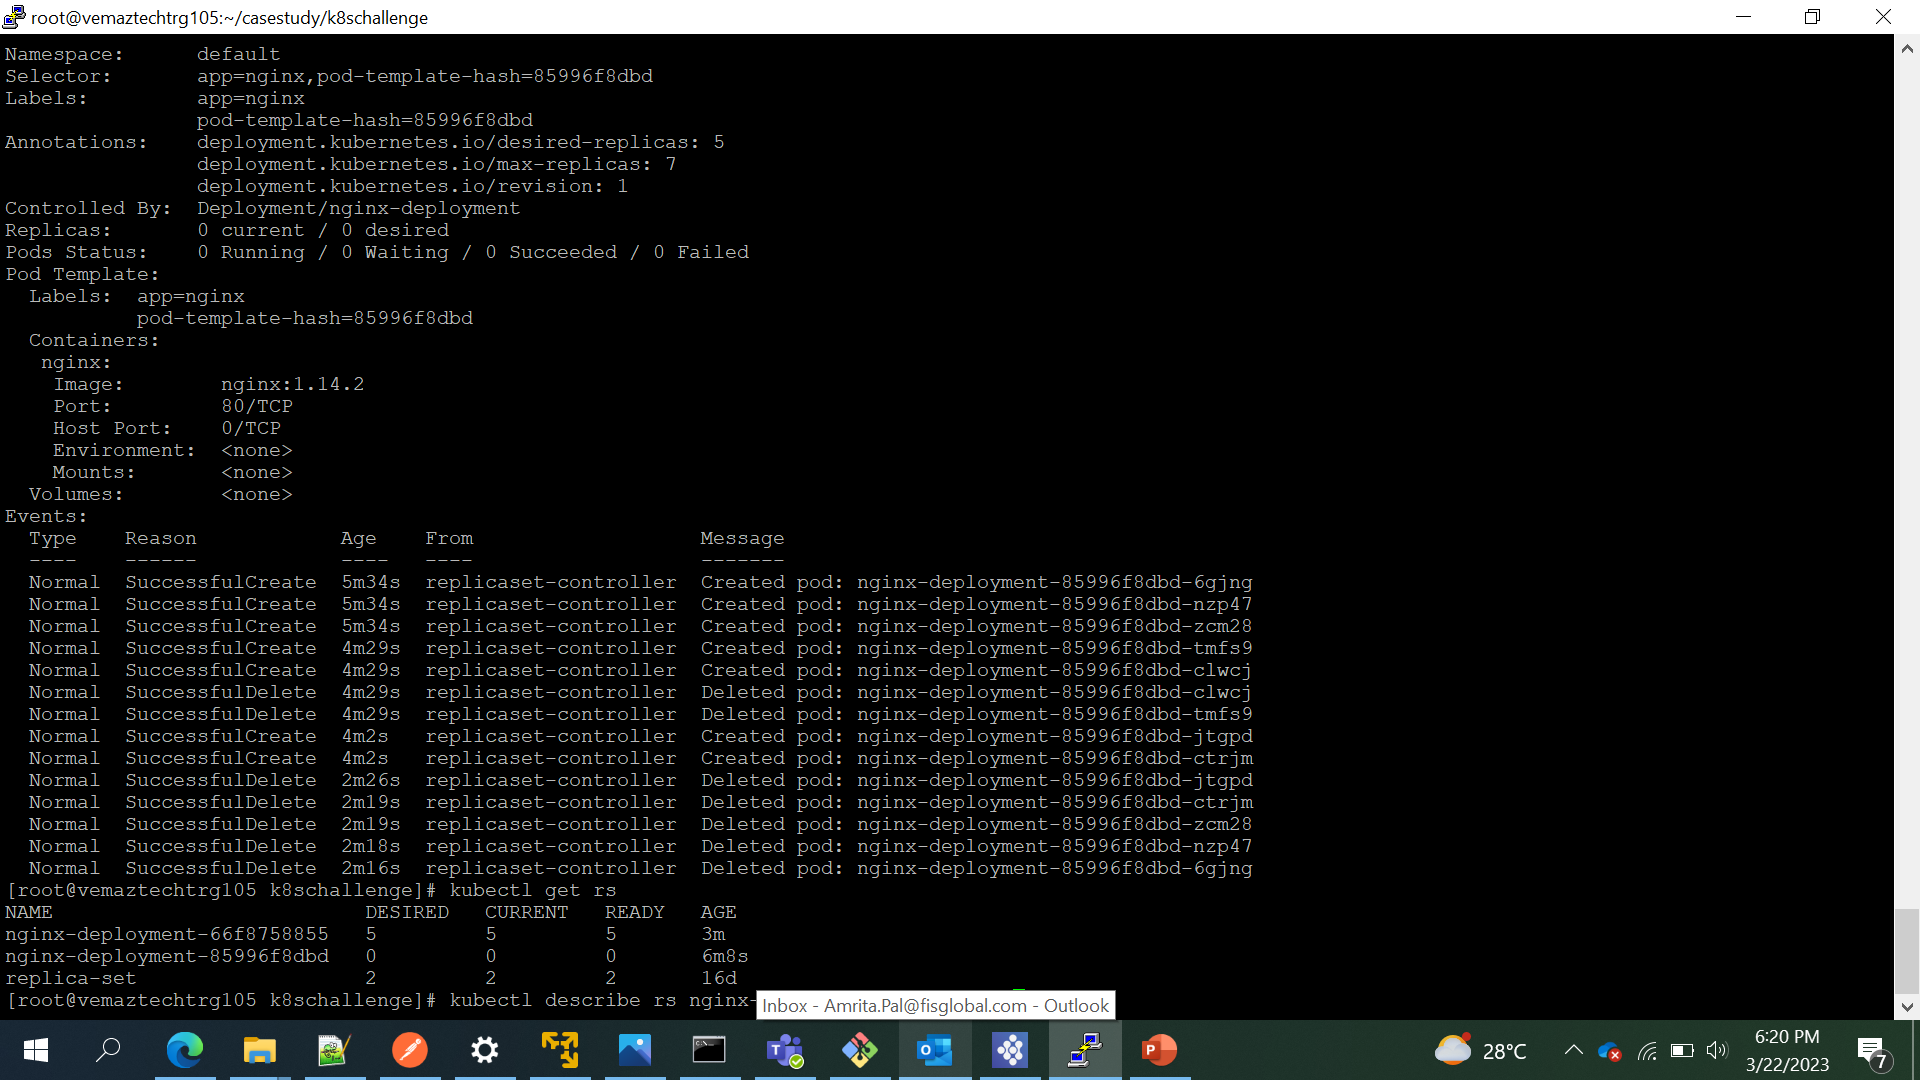 root@vemaztechtrg105:~/casestudy/k8schallenge
Namespace:      default
Selector:       app=nginx,pod-template-hash=85996f8dbd
Labels:         app=nginx
                pod-template-hash=85996f8dbd
Annotations:    deployment.kubernetes.io/desired-replicas: 5
                deployment.kubernetes.io/max-replicas: 7
                deployment.kubernetes.io/revision: 1
Controlled By:  Deployment/nginx-deployment
Replicas:       0 current / 0 desired
Pods Status:    0 Running / 0 Waiting / 0 Succeeded / 0 Failed
Pod Template:
  Labels:  app=nginx
           pod-template-hash=85996f8dbd
  Containers:
   nginx:
    Image:        nginx:1.14.2
    Port:         80/TCP
    Host Port:    0/TCP
    Environment:  <none>
    Mounts:       <none>
  Volumes:        <none>
Events:
  Type    Reason            Age    From                   Message
  ----    ------            ----   ----                   -------
  Normal  SuccessfulCreate  5m34s  replicaset-controller  Created pod: nginx-deployment-85996f8dbd-6gjng
  Normal  SuccessfulCreate  5m34s  replicaset-controller  Created pod: nginx-deployment-85996f8dbd-nzp47
  Normal  SuccessfulCreate  5m34s  replicaset-controller  Created pod: nginx-deployment-85996f8dbd-zcm28
  Normal  SuccessfulCreate  4m29s  replicaset-controller  Created pod: nginx-deployment-85996f8dbd-tmfs9
  Normal  SuccessfulCreate  4m29s  replicaset-controller  Created pod: nginx-deployment-85996f8dbd-clwcj
  Normal  SuccessfulDelete  4m29s  replicaset-controller  Deleted pod: nginx-deployment-85996f8dbd-clwcj
  Normal  SuccessfulDelete  4m29s  replicaset-controller  Deleted pod: nginx-deployment-85996f8dbd-tmfs9
  Normal  SuccessfulCreate  4m2s   replicaset-controller  Created pod: nginx-deployment-85996f8dbd-jtgpd
  Normal  SuccessfulCreate  4m2s   replicaset-controller  Created pod: nginx-deployment-85996f8dbd-ctrjm
  Normal  SuccessfulDelete  2m26s  replicaset-controller  Deleted pod: nginx-deployment-85996f8dbd-jtgpd
  Normal  SuccessfulDelete  2m19s  replicaset-controller  Deleted pod: nginx-deployment-85996f8dbd-ctrjm
  Normal  SuccessfulDelete  2m19s  replicaset-controller  Deleted pod: nginx-deployment-85996f8dbd-zcm28
  Normal  SuccessfulDelete  2m18s  replicaset-controller  Deleted pod: nginx-deployment-85996f8dbd-nzp47
  Normal  SuccessfulDelete  2m16s  replicaset-controller  Deleted pod: nginx-deployment-85996f8dbd-6gjng
[root@vemaztechtrg105 k8schallenge]# kubectl get rs
NAME                          DESIRED   CURRENT   READY   AGE
nginx-deployment-66f8758855   5         5         5       3m
nginx-deployment-85996f8dbd   0         0         0       6m8s
replica-set                   2         2         2       16d
[root@vemaztechtrg105 k8schallenge]# kubectl describe rs nginx-
Inbox - Amrita.Pal@fisglobal.com - Outlook
28°C
6:20 PM
3/22/2023
7